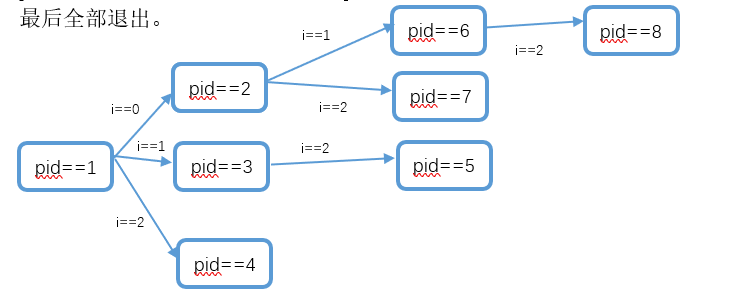 最后全部退出。
i==1
pid==6
i==2
pid==8
pid==2
i==2
pid==7
i==0
i==1
pid==1
pid==3
i==2
pid==5
i==2
pid==4